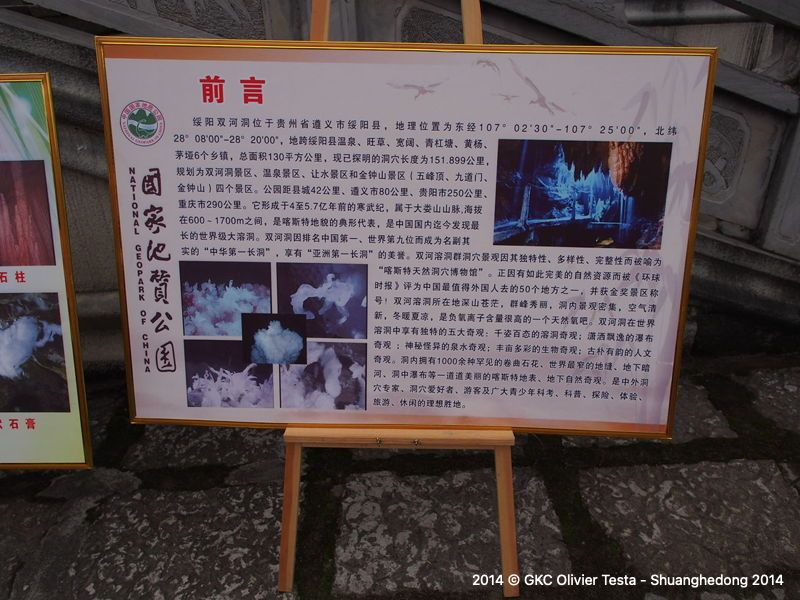 前言
绥阳双河洞位于贵州省遵义市绥阳县，地理位置为东经107° 02'30"-107° 25'00"，北纬
28° 08'00"-28° 20'00"，地跨绥阳县温泉、旺草、宽阔、青杠塘、黄杨、
茅垭6个乡镇，总面积130平方公里，现已探明的洞穴长度为151.899公里，
规划为双河洞景区、温泉景区、让水景区和金钟山景区（五峰顶、九道门、
金钟山）四个景区。公园距县城42公里、遵义市80公里、贵阳市250公里、
重庆市290公里。它形成于4至5.7亿年前的寒武纪，属于大娄山山脉,海拔
在600－1700m之间，是喀斯特地貌的典形代表，是中国国内迄今发现最
长的世界级大溶洞。双河洞因排名中国第一、世界第九位而成为名副其
实的“中华第一长洞”，享有“亚洲第一长洞”的美誉。双河溶洞群洞穴景观因其独特性、多样性、完整性而被喻为
“喀斯特天然洞穴博物馆”。正因有如此完美的自然资源而被《环球
时报》评为中国最值得外国人去的50个地方之一，并获金奖景区称
号！双河溶洞所在地深山苍茫，群峰秀丽，洞内景观密集，空气清
新，冬暖夏凉，是负氧离子含量很高的一个天然氧吧。双河洞在世界
溶洞中享有独特的五大奇观：千姿百态的溶洞奇观；潇洒飘逸的瀑布
奇观；神秘怪异的泉水奇观；丰亩多彩的生物奇观；古朴有韵的人文
奇观。洞内拥有1000余种罕见的卷曲石花、世界最窄的地缝、地下暗
河、洞中瀑布等一道道美丽的喀斯特地表、地下自然奇观。是中外洞
穴专家、洞穴爱好者、游客及广大青少年科考、科普、探险、体验、
旅游、休闲的理想胜地。
国家地质公园
NATIONAL GEOPARK OF CHINA
石柱
石膏
2014 © GKC Olivier Testa - Shuanghedong 2014